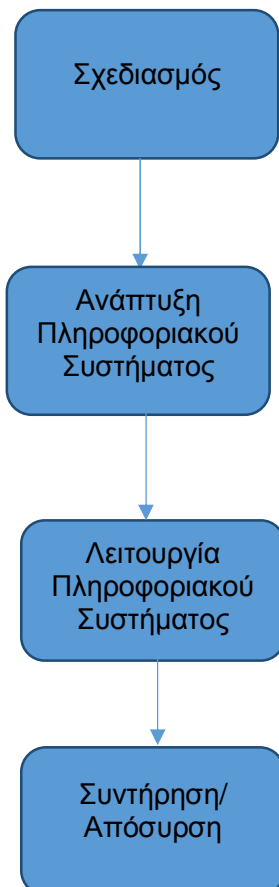 Σχεδιασμός
Ανάπτυξη
Πληροφοριακού
Συστήματος
Λειτουργία
Πληροφοριακού
Συστήματος
Συντήρηση/
Απόσυρση